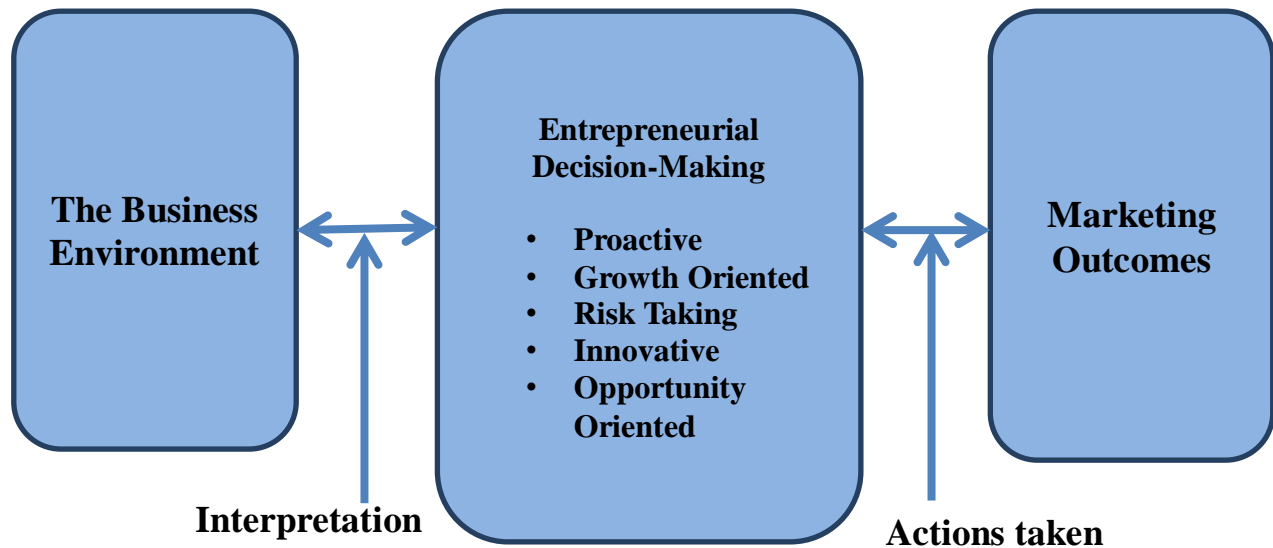 The Business
Environment
Entrepreneurial
Decision-Making
• Proactive
• Growth Oriented
• Risk Taking
• Innovative
• Opportunity
Oriented
Marketing
Outcomes
Interpretation
Actions taken